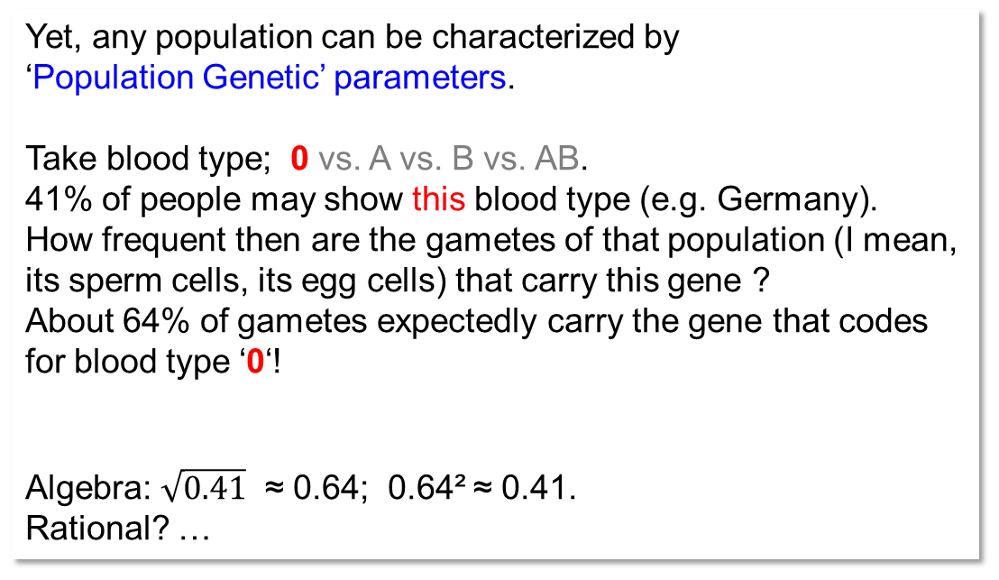 Yet, any population can be characterized by
‘Population Genetic’ parameters.
Take blood type; 0 vs. A vs. B vs. AB.
41% of people may show this blood type (e.g. Germany).
How frequent then are the gametes of that population (I mean,
its sperm cells, its egg cells) that carry this gene ?
About 64% of gametes expectedly carry the gene that codes
for blood type ‘0‘!
Algebra: √0.41 ≈ 0.64; 0.64² ≈ 0.41.
Rational? …